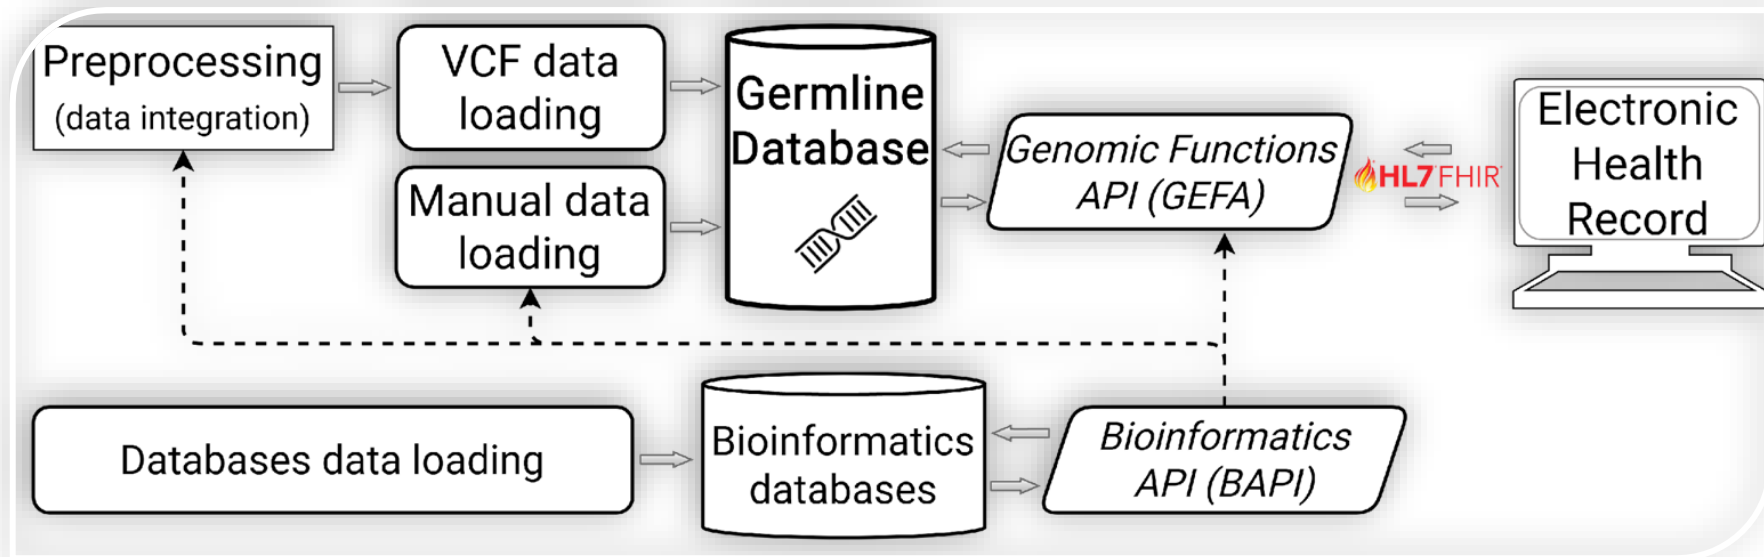 Preprocessing
(data integration)
VCF data
loading
Manual data
loading
Germline
Database
Genomic Functions
API (GEFA)
HL7 FHIR
Electronic
Health
Record
Databases data loading
Bioinformatics
databases
Bioinformatics
API (BAPI)